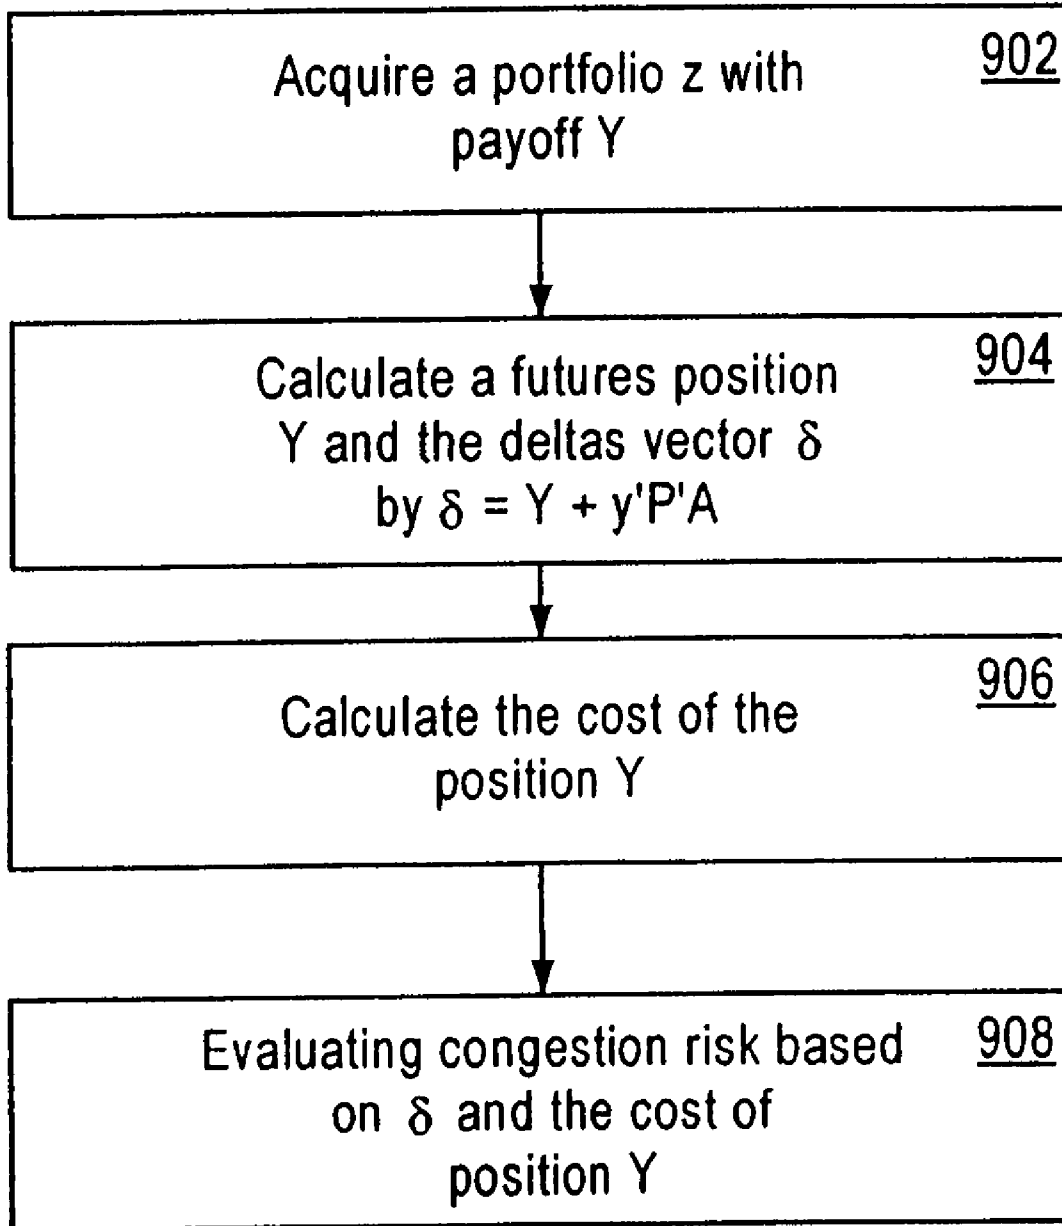 902
Acquire a portfolio z with
payoff Y
904
Calculate a futures position
Y and the deltas vector δ
by δ = Y + y'P'A
906
Calculate the cost of the
position Y
908
Evaluating congestion risk based
on δ and the cost of
position Y